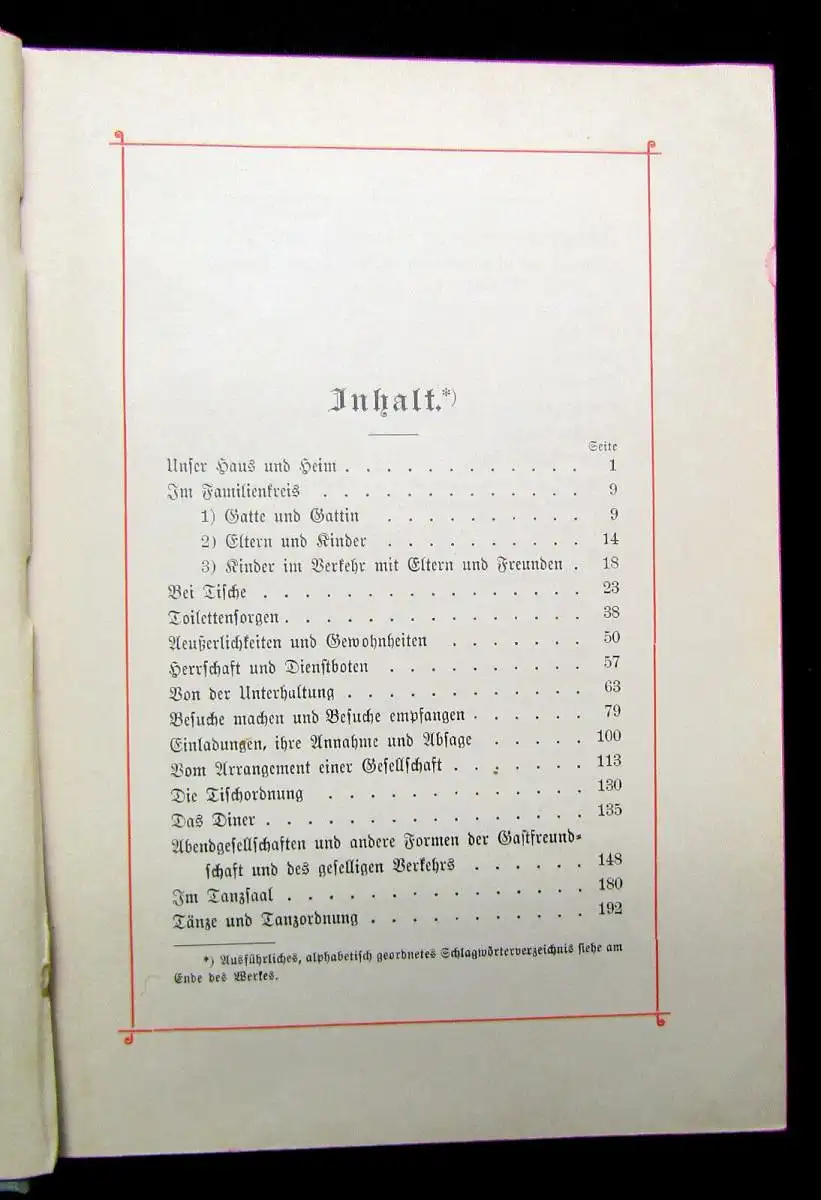 Inhalt.*)
Seite
Unser Haus und Heim . . . . . . . . . . . . 1
Im Familienkreis . . . . . . . . . . . . . 9
1) Gatte und Gattin . . . . . . . . . . 9
2) Eltern und Kinder . . . . . . . . . . 14
3) Kinder im Verkehr mit Eltern und Freunden . 18
Bei Tische . . . . . . . . . . . . . . . . 23
Toilettensorgen . . . . . . . . . . . . . . . 38
Aeußerlichkeiten und Gewohnheiten . . . . . . . 50
Herrschaft und Dienstboten . . . . . . . . . . 57
Von der Unterhaltung . . . . . . . . . . . . 63
Besuche machen und Besuche empfangen . . . . . . 79
Einladungen, ihre Annahme und Absage . . . . . 100
Vom Arrangement einer Gesellschaft . . . . . . . 113
Die Tischordnung . . . . . . . . . . . . . 130
Das Diner . . . . . . . . . . . . . . . . 135
Abendgesellschaften und andere Formen der Gastfreund-
schaft und des geselligen Verkehrs . . . . . . 148
Im Tanzsaal . . . . . . . . . . . . . . . 180
Tänze und Tanzordnung . . . . . . . . . . . 192
*) Ausführliches, alphabetisch geordnetes Schlagwörterverzeichnis siehe am
Ende des Werkes.